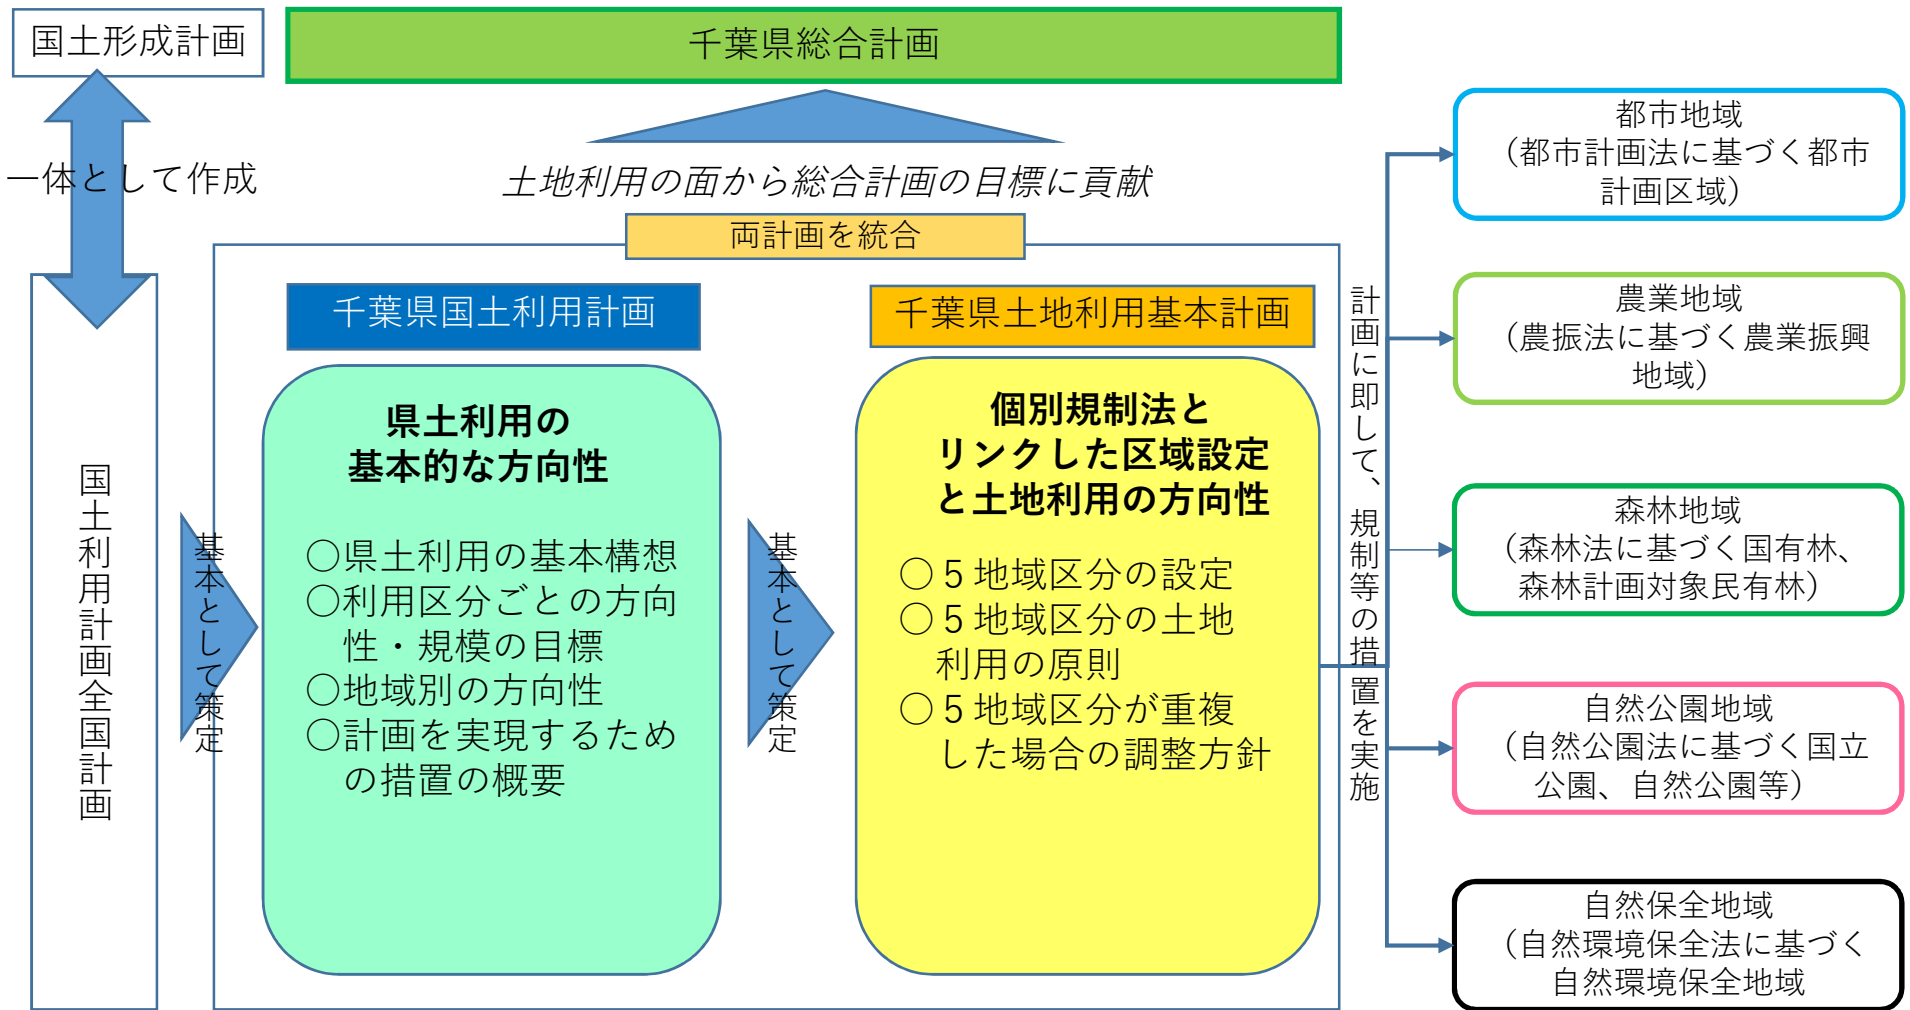 国土形成計画
千葉県総合計画
一体として作成
土地利用の面から総合計画の目標に貢献
両計画を統合
国土利用計画全国計画
基本として策定
千葉県国土利用計画
県土利用の
基本的な方向性
○県土利用の基本構想
○利用区分ごとの方向
性・規模の目標
○地域別の方向性
○計画を実現するため
の措置の概要
基本として策定
千葉県土地利用基本計画
個別規制法と
リンクした区域設定
と土地利用の方向性
○５地域区分の設定
○５地域区分の土地
利用の原則
○５地域区分が重複
した場合の調整方針
計画に即して、規制等の措置を実施
都市地域
（都市計画法に基づく都市
計画区域）
農業地域
（農振法に基づく農業振興
地域）
森林地域
（森林法に基づく国有林、
森林計画対象民有林）
自然公園地域
（自然公園法に基づく国立
公園、自然公園等）
自然保全地域
（自然環境保全法に基づく
自然環境保全地域